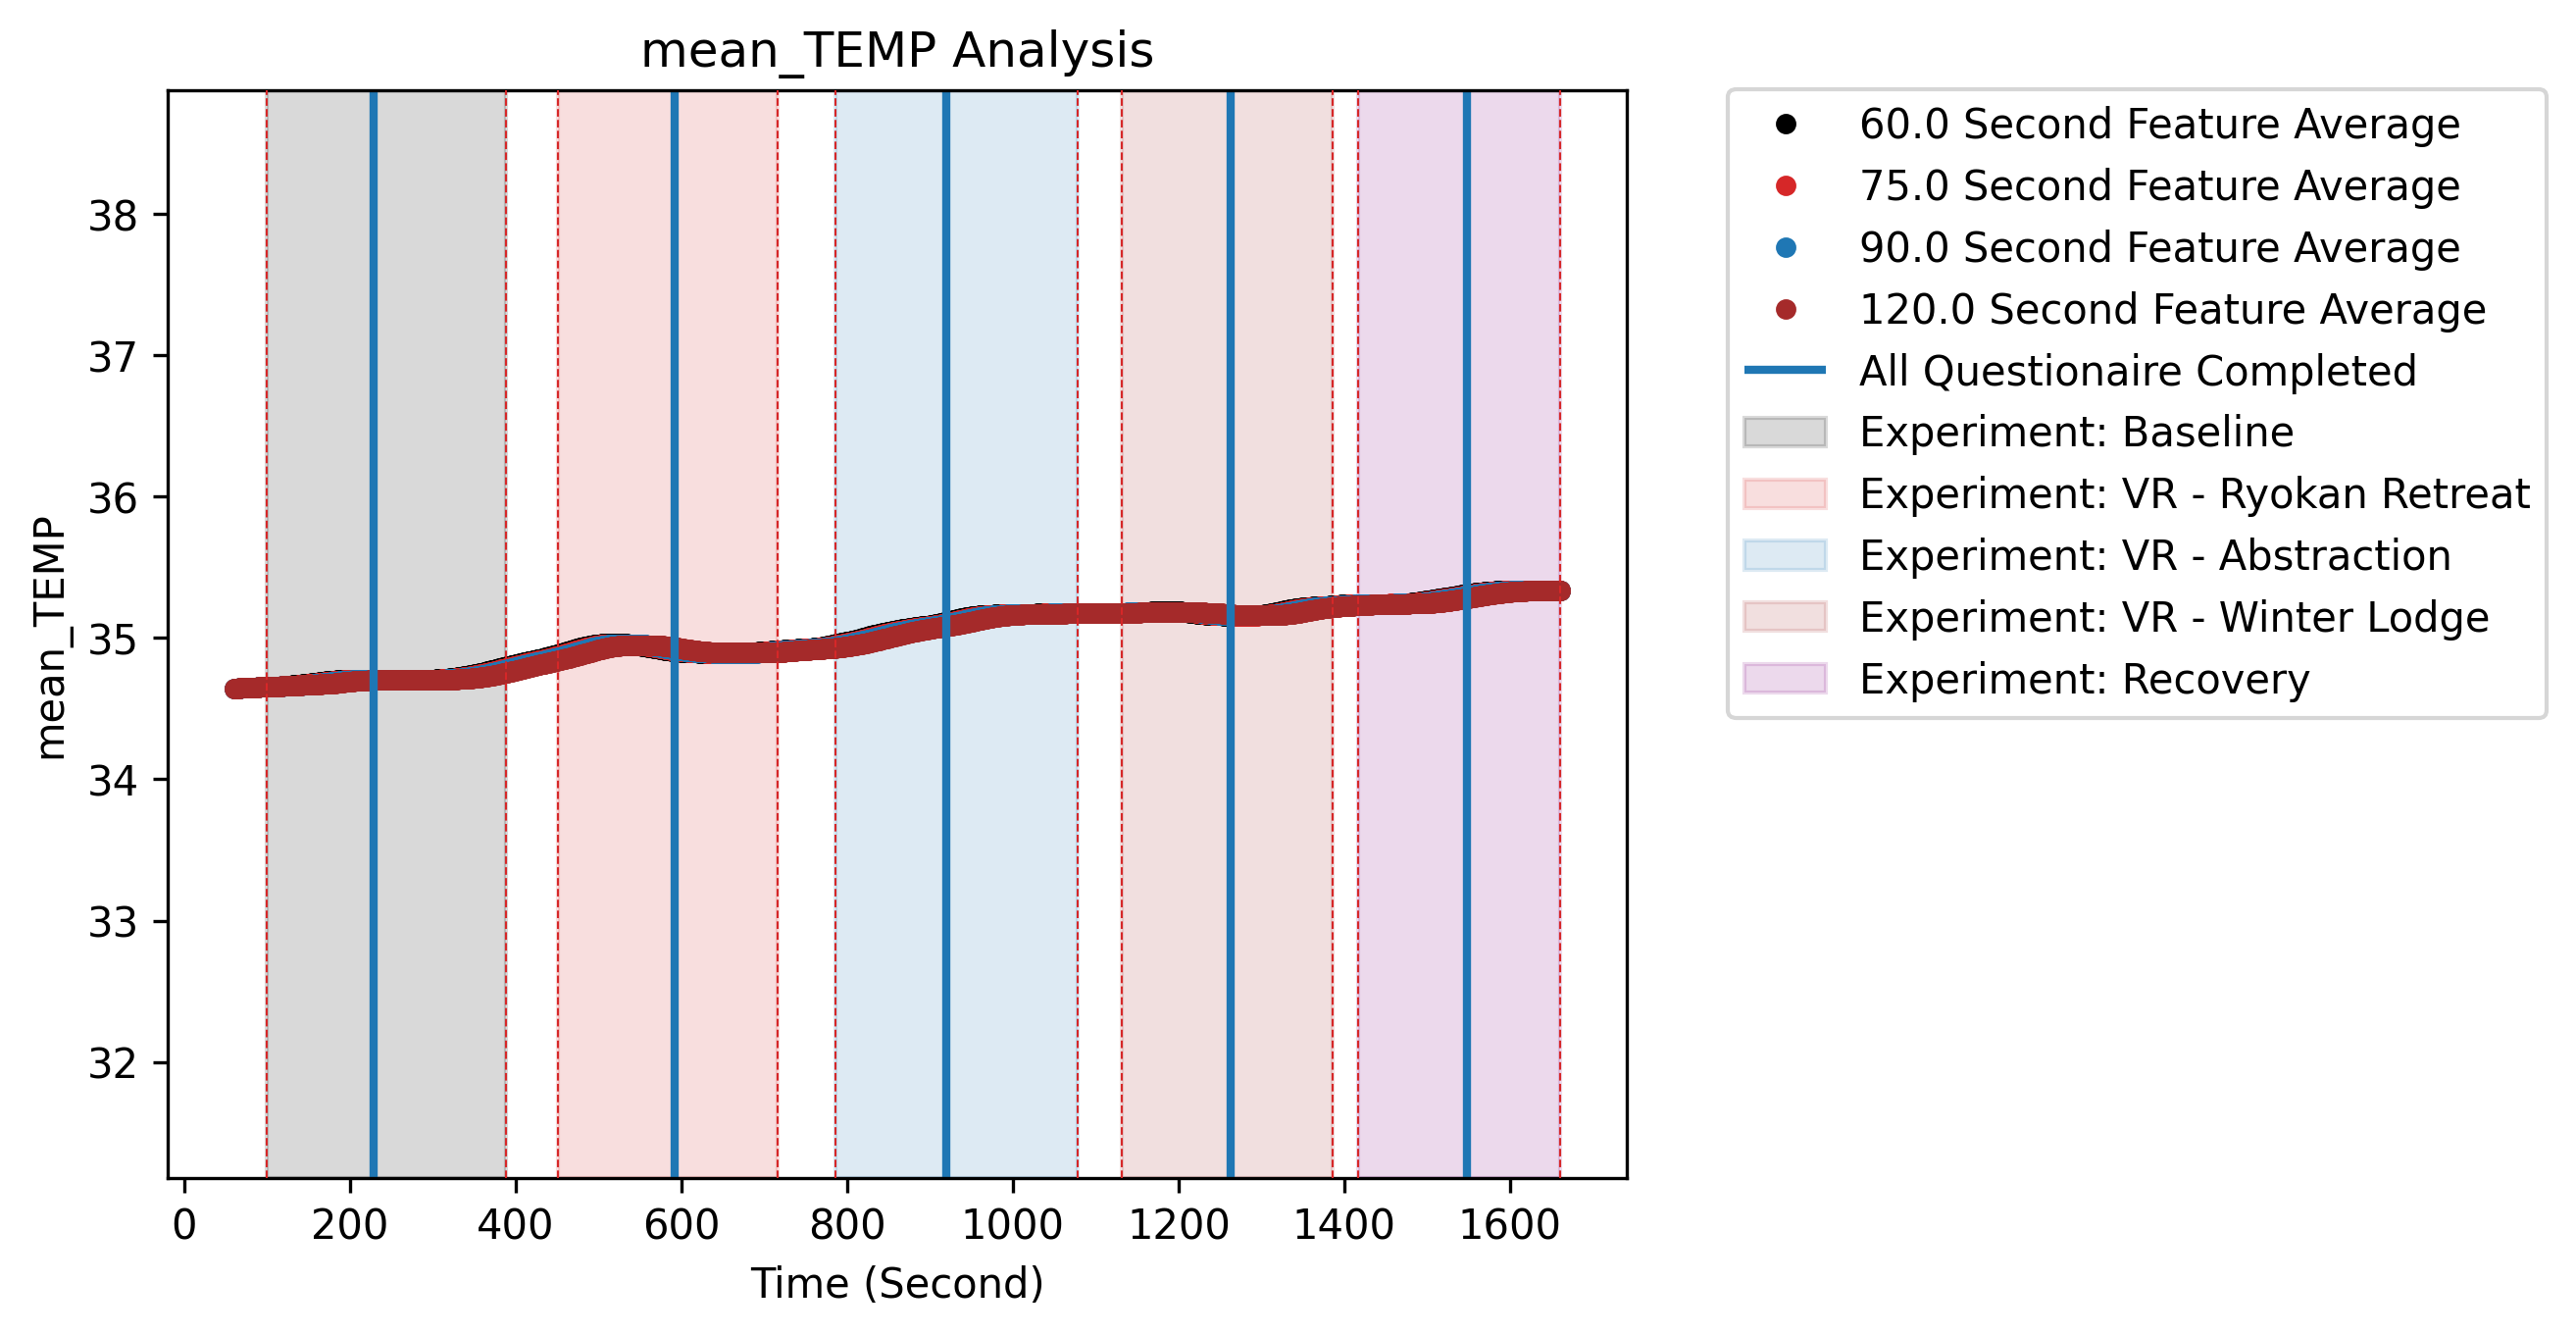 mean_TEMP Analysis
mean_TEMP
38
37
36
35
34
33
32
0 200 400 600 800 1000 1200 1400 1600
Time (Second)
60.0 Second Feature Average
75.0 Second Feature Average
90.0 Second Feature Average
120.0 Second Feature Average
All Questionaire Completed
Experiment: Baseline
Experiment: VR - Ryokan Retreat
Experiment: VR - Abstraction
Experiment: VR - Winter Lodge
Experiment: Recovery